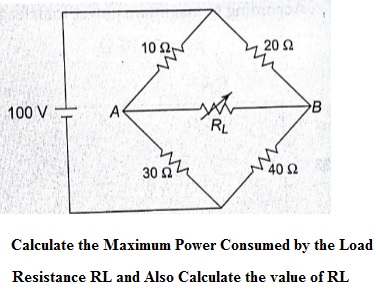 10 Ω
20 Ω
100 V
A
B
RL
30 Ω
40 Ω
Calculate the Maximum Power Consumed by the Load
Resistance RL and Also Calculate the value of RL